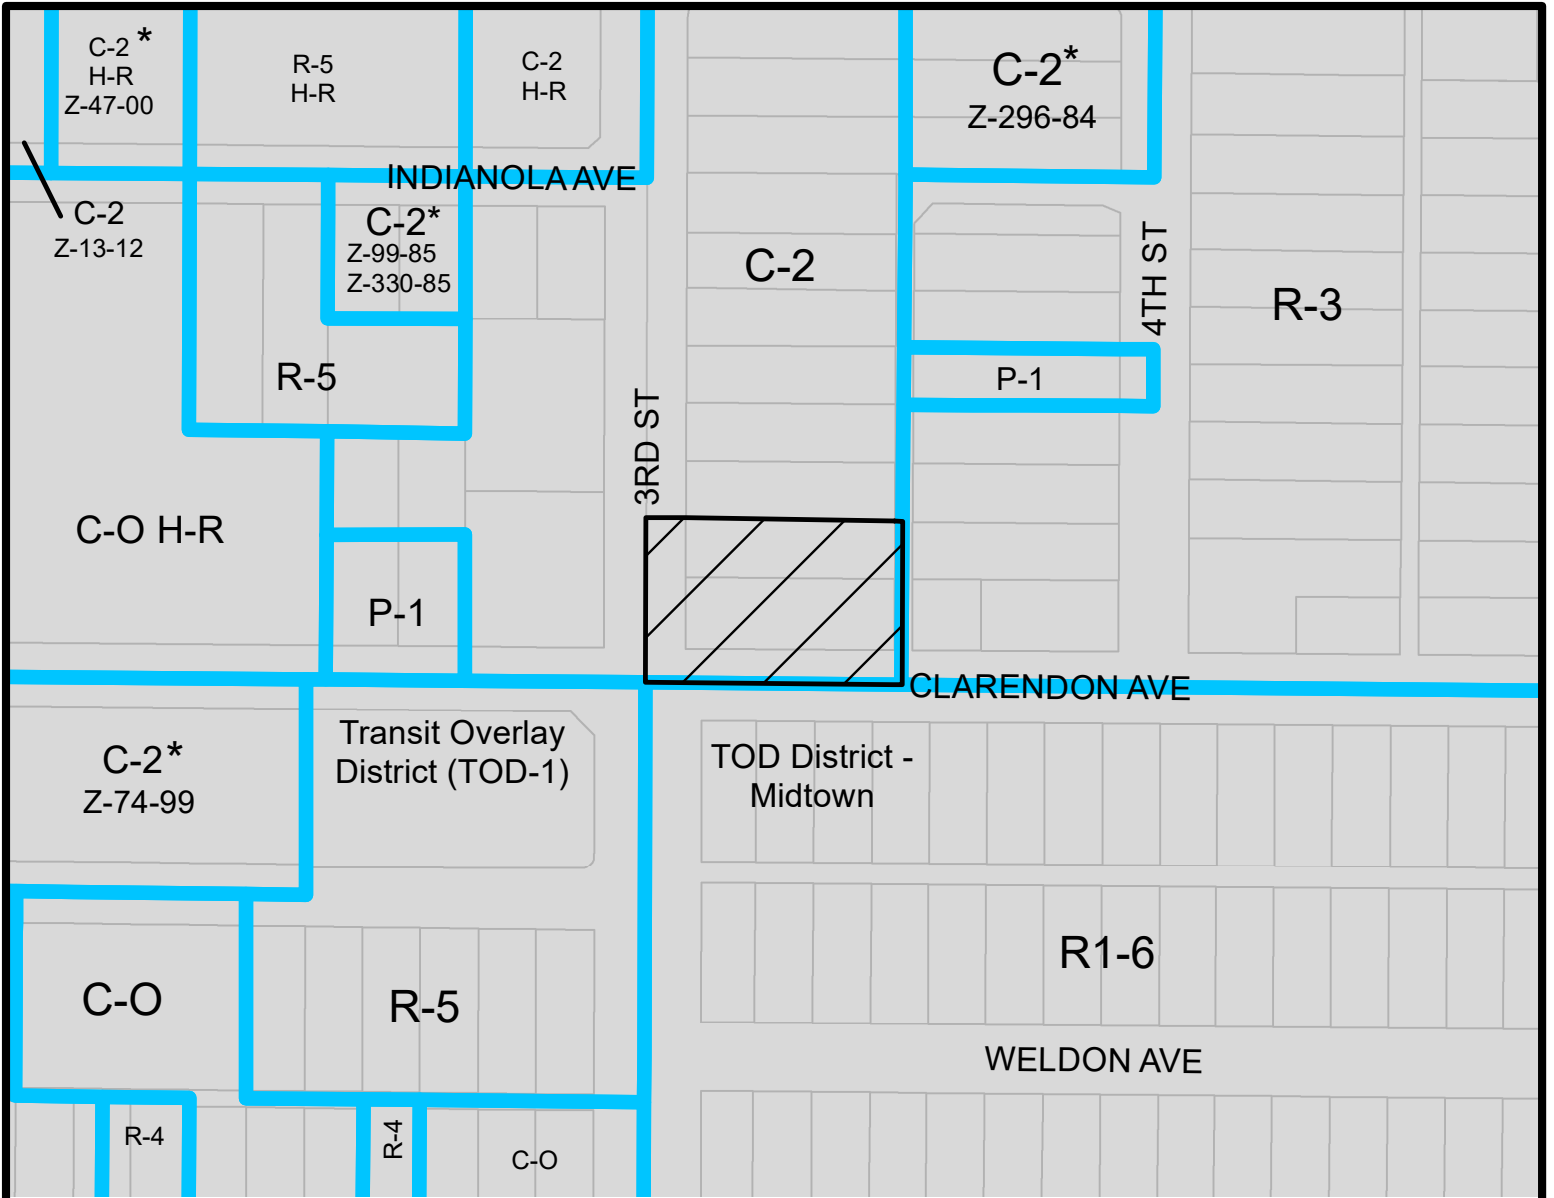 C-2 *
H-R
Z-47-00
R-5
H-R
C-2
H-R
C-2*
Z-296-84
INDIANOLA AVE
C-2
Z-13-12
C-2*
Z-99-85
Z-330-85
C-2
4TH ST
R-3
R-5
P-1
3RD ST
C-O H-R
P-1
CLARENDON AVE
C-2*
Z-74-99
Transit Overlay
District (TOD-1)
TOD District -
Midtown
C-O
R-5
R1-6
WELDON AVE
R-4
R-4
C-O